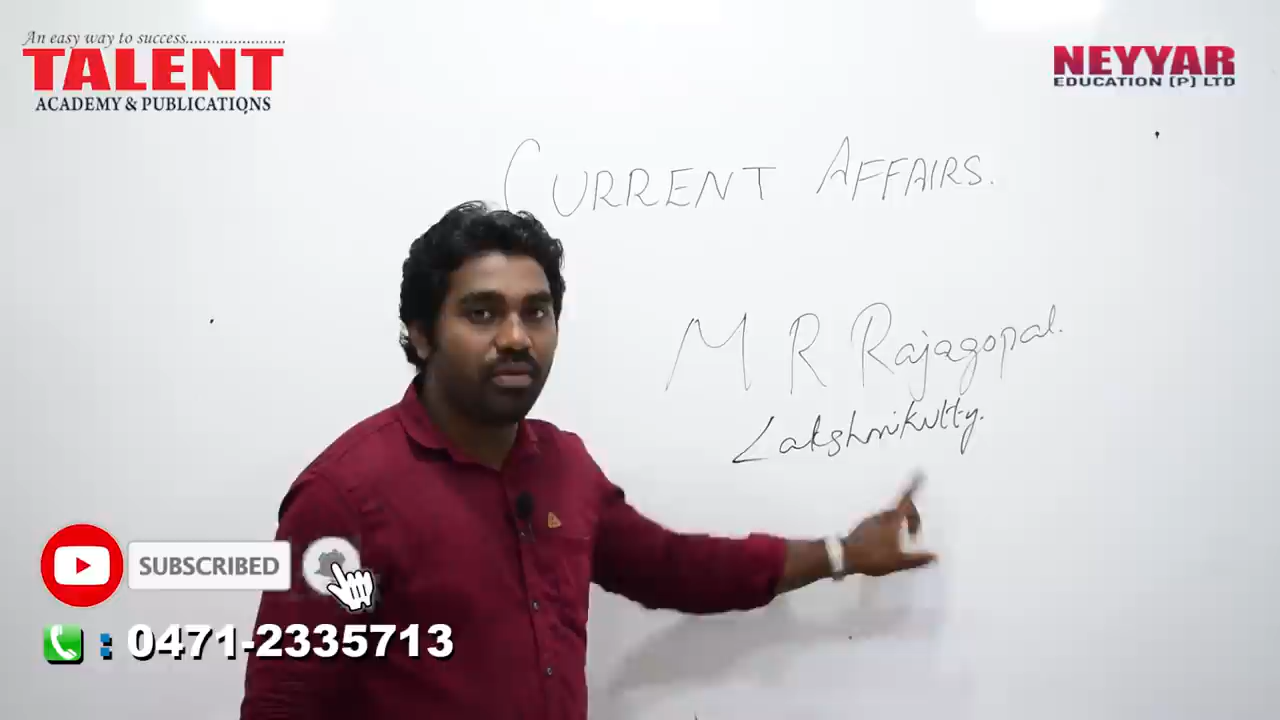 An easy way to success.......................
TALENT
ACADEMY & PUBLICATIONS
NEYYAR
EDUCATION (P) LTD
CURRENT AFFAIRS.
M R Rajagopal.
Lakshmikutty.
SUBSCRIBED
: 0471-2335713